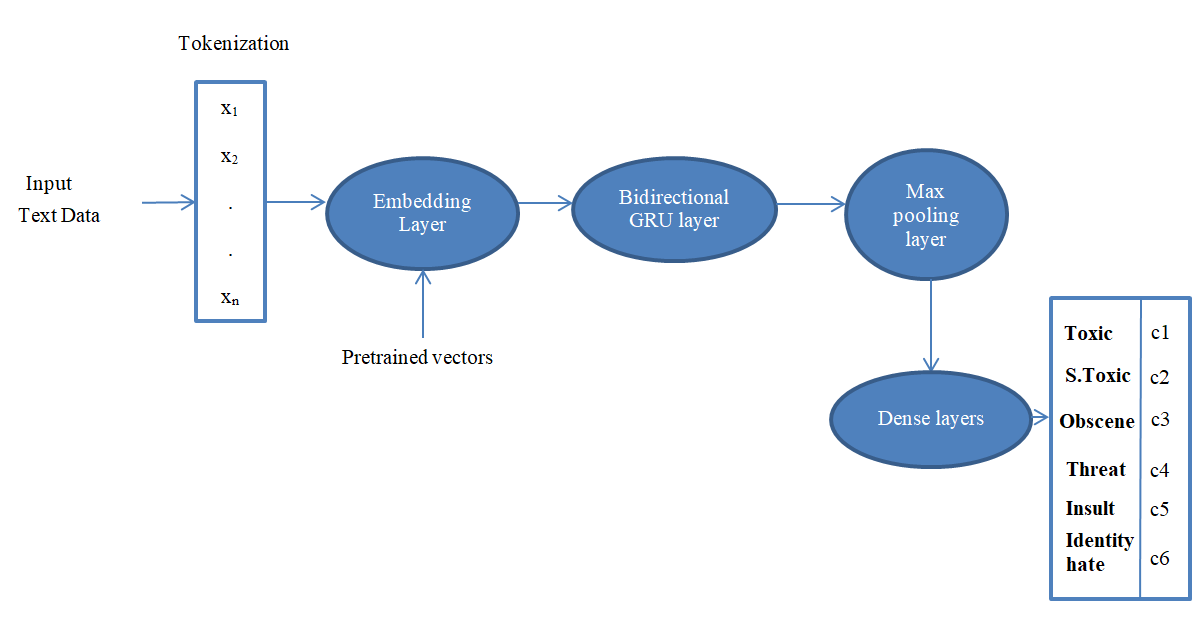 Tokenization
x1
x2
.
.
xn
Input
Text Data
Embedding
Layer
Pretrained vectors
Bidirectional
GRU layer
Max
pooling
layer
Dense layers
Toxic c1
S.Toxic c2
Obscene c3
Threat c4
Insult c5
Identity
hate c6